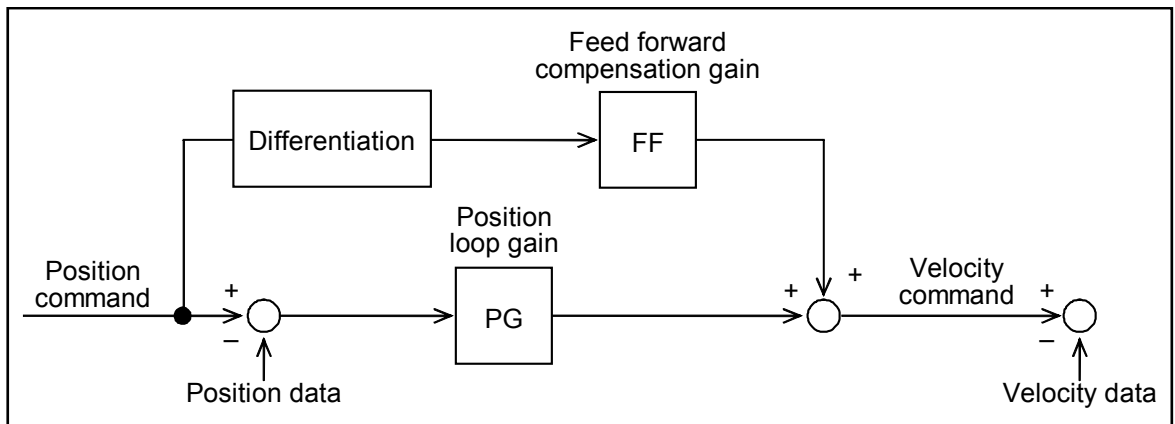 Feed forward
compensation gain
Differentiation
FF
Position
loop gain
Position
command
+
−
PG
+
+
Velocity
command
+
−
Position data
Velocity data